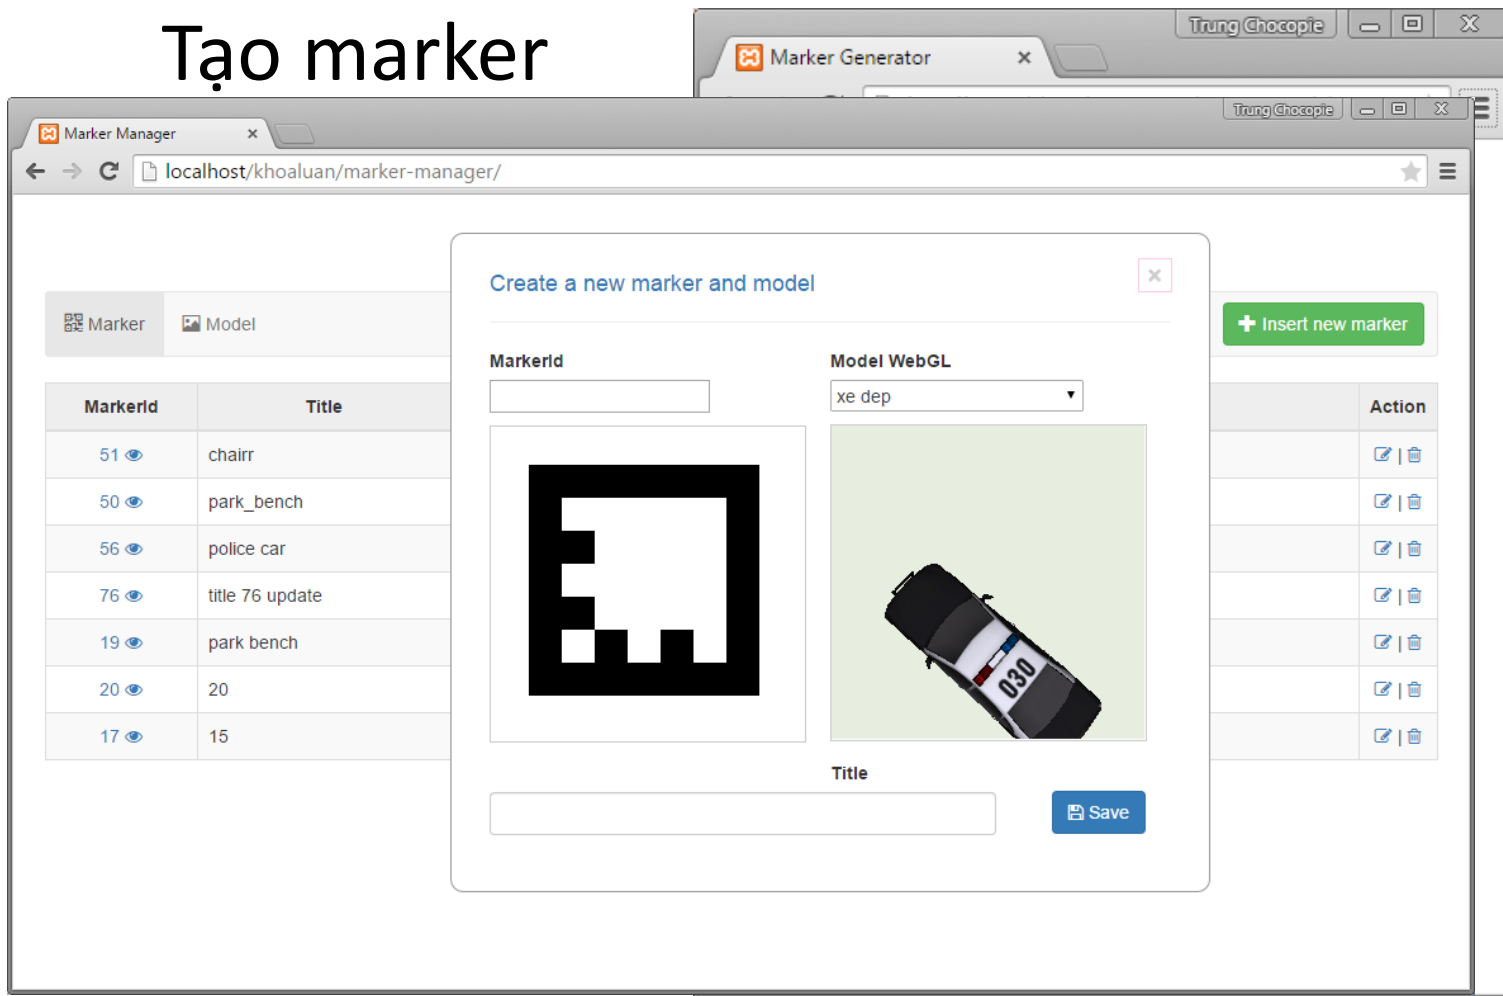 Tạo marker
Trung Chocopie
Marker Generator
Trung Chocopie
Marker Manager
localhost/khoaluan/marker-manager/
Create a new marker and model
Marker Model
Insert new marker
MarkerId Model WebGL
xe dep
MarkerId Title Action
51 chairr |
50 park_bench |
56 police car |
76 title 76 update |
19 park bench |
20 20 |
17 15 |
030
Title
Save